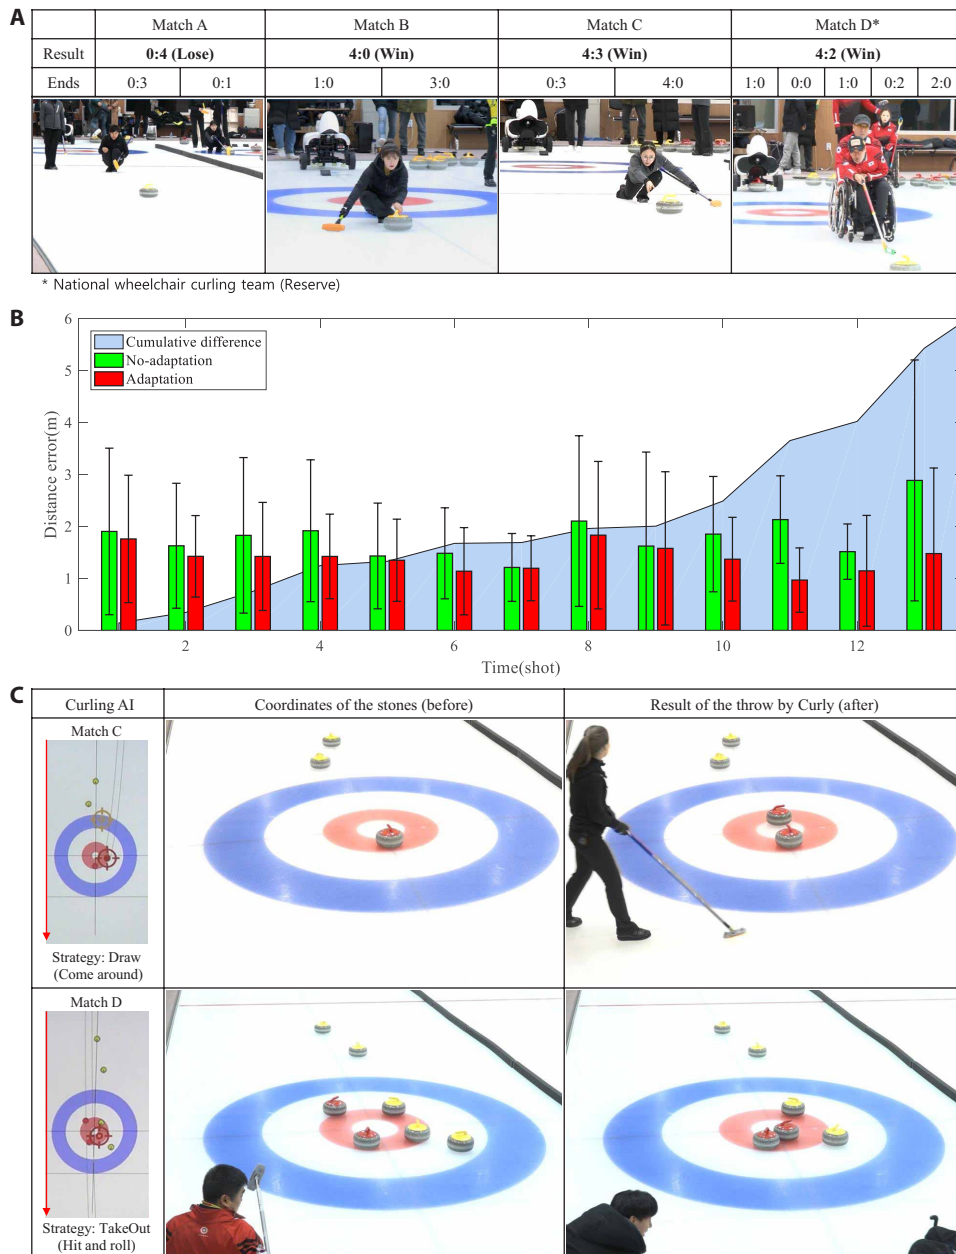 A
Match A Match B Match C Match D*
Result 0:4 (Lose) 4:0 (Win) 4:3 (Win) 4:2 (Win)
Ends 0:3 0:1 1:0 3:0 0:3 4:0 1:0 0:0 1:0 0:2 2:0
* National wheelchair curling team (Reserve)
B
6
5
4
3
2
1
0
Distance error(m)
Cumulative difference
No-adaptation
Adaptation
2 4 6 8 10 12
Time(shot)
C
Curling AI Coordinates of the stones (before) Result of the throw by Curly (after)
Match C
Strategy: Draw
(Come around)
Match D
Strategy: TakeOut
(Hit and roll)